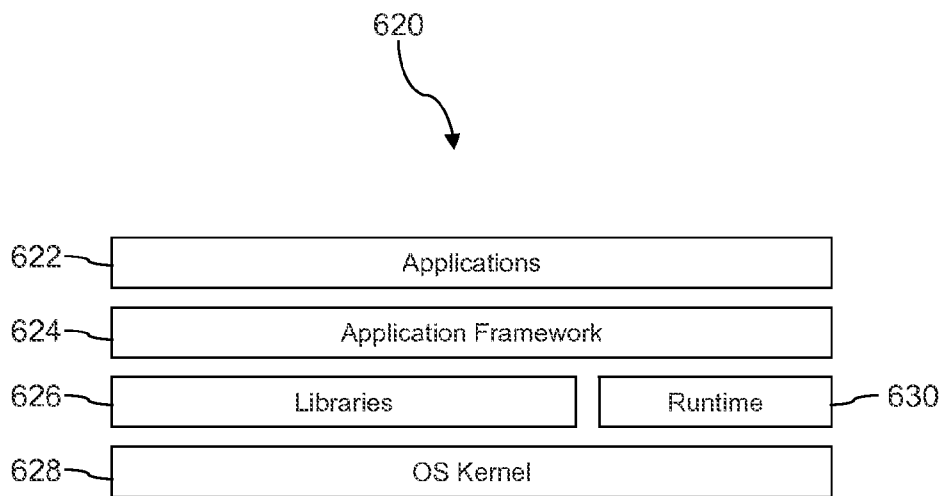 620
622 Applications
624 Application Framework
626 Libraries Runtime 630
628 OS Kernel